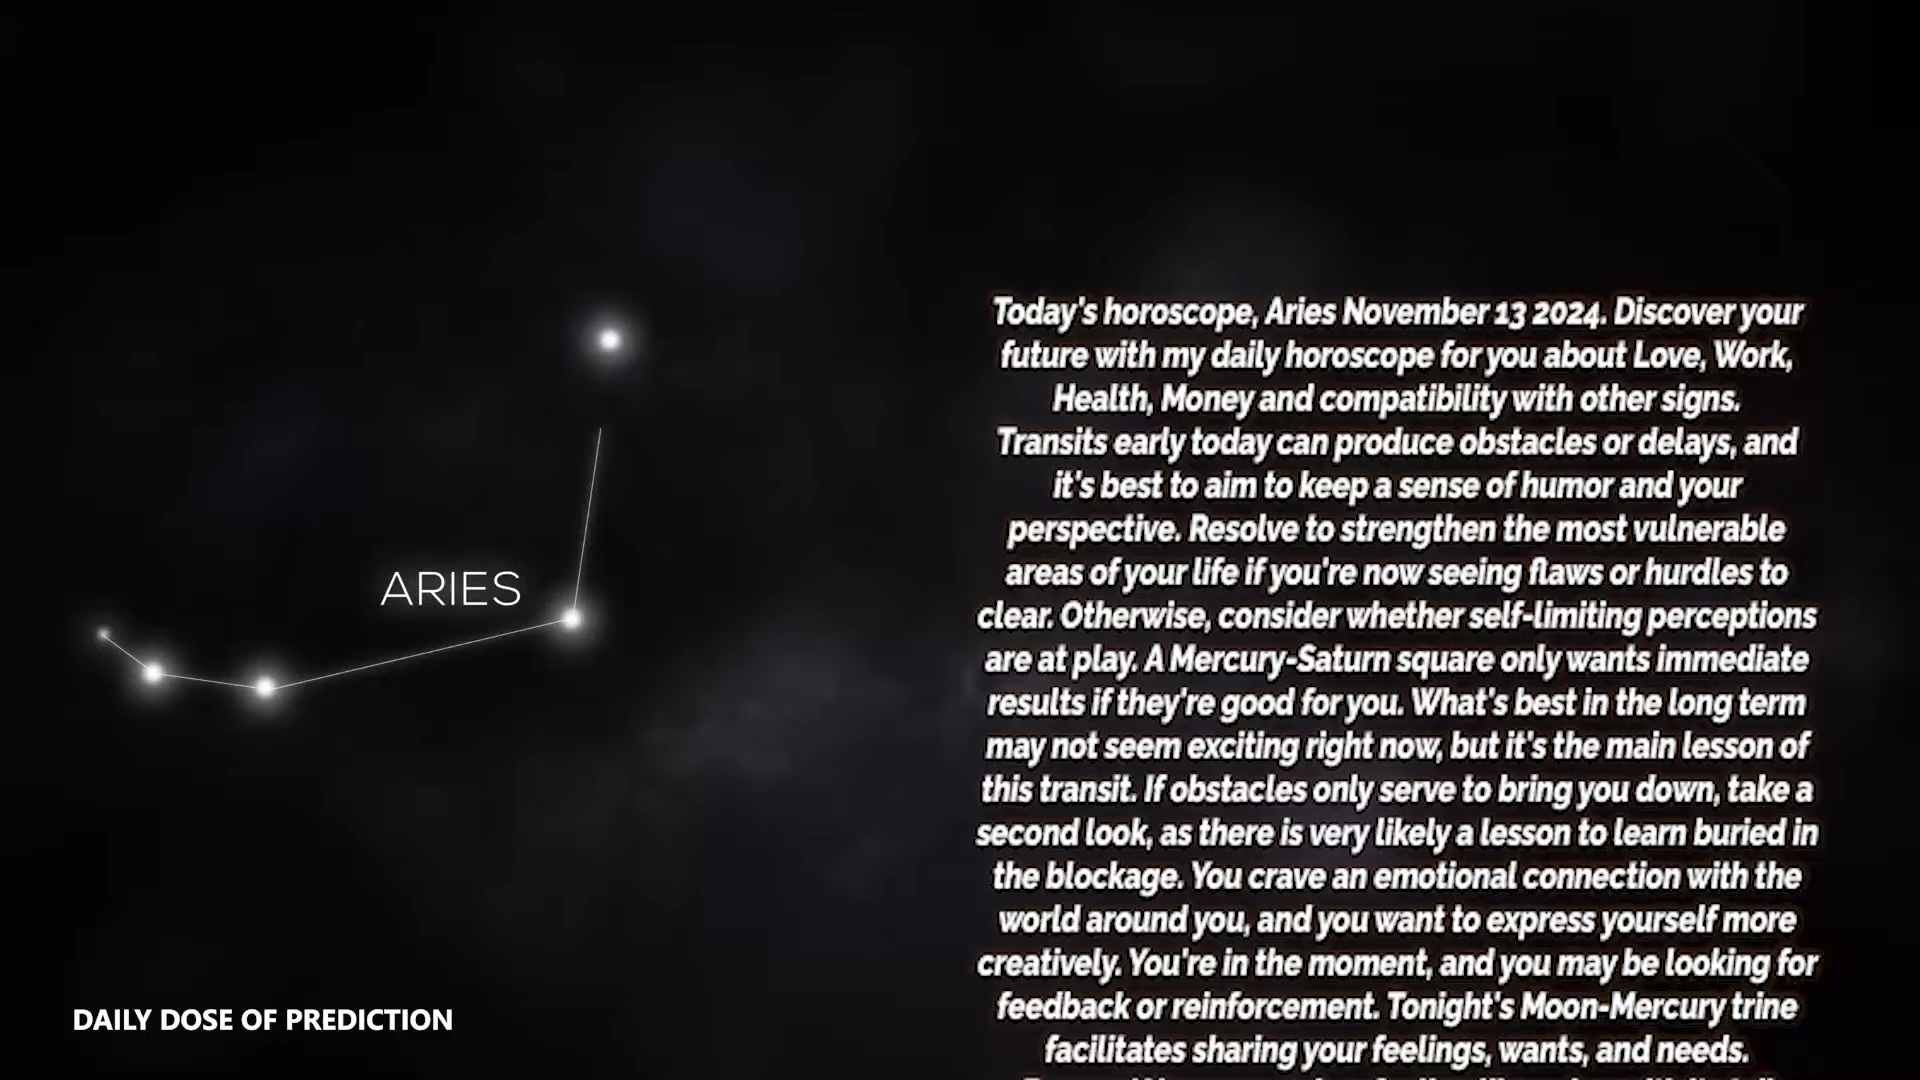 Today's horoscope, Aries November 13 2024. Discover your
future with my daily horoscope for you about Love, Work,
Health, Money and compatibility with other signs.
Transits early today can produce obstacles or delays, and
it's best to aim to keep a sense of humor and your
perspective. Resolve to strengthen the most vulnerable
areas of your life if you're now seeing flaws or hurdles to
clear. Otherwise, consider whether self-limiting perceptions
are at play. A Mercury-Saturn square only wants immediate
results if they're good for you. What's best in the long term
may not seem exciting right now, but it's the main lesson of
this transit. If obstacles only serve to bring you down, take a
second look, as there is very likely a lesson to learn buried in
the blockage. You crave an emotional connection with the
world around you, and you want to express yourself more
creatively. You're in the moment, and you may be looking for
feedback or reinforcement. Tonight's Moon-Mercury trine
facilitates sharing your feelings, wants, and needs.
ARIES
DAILY DOSE OF PREDICTION